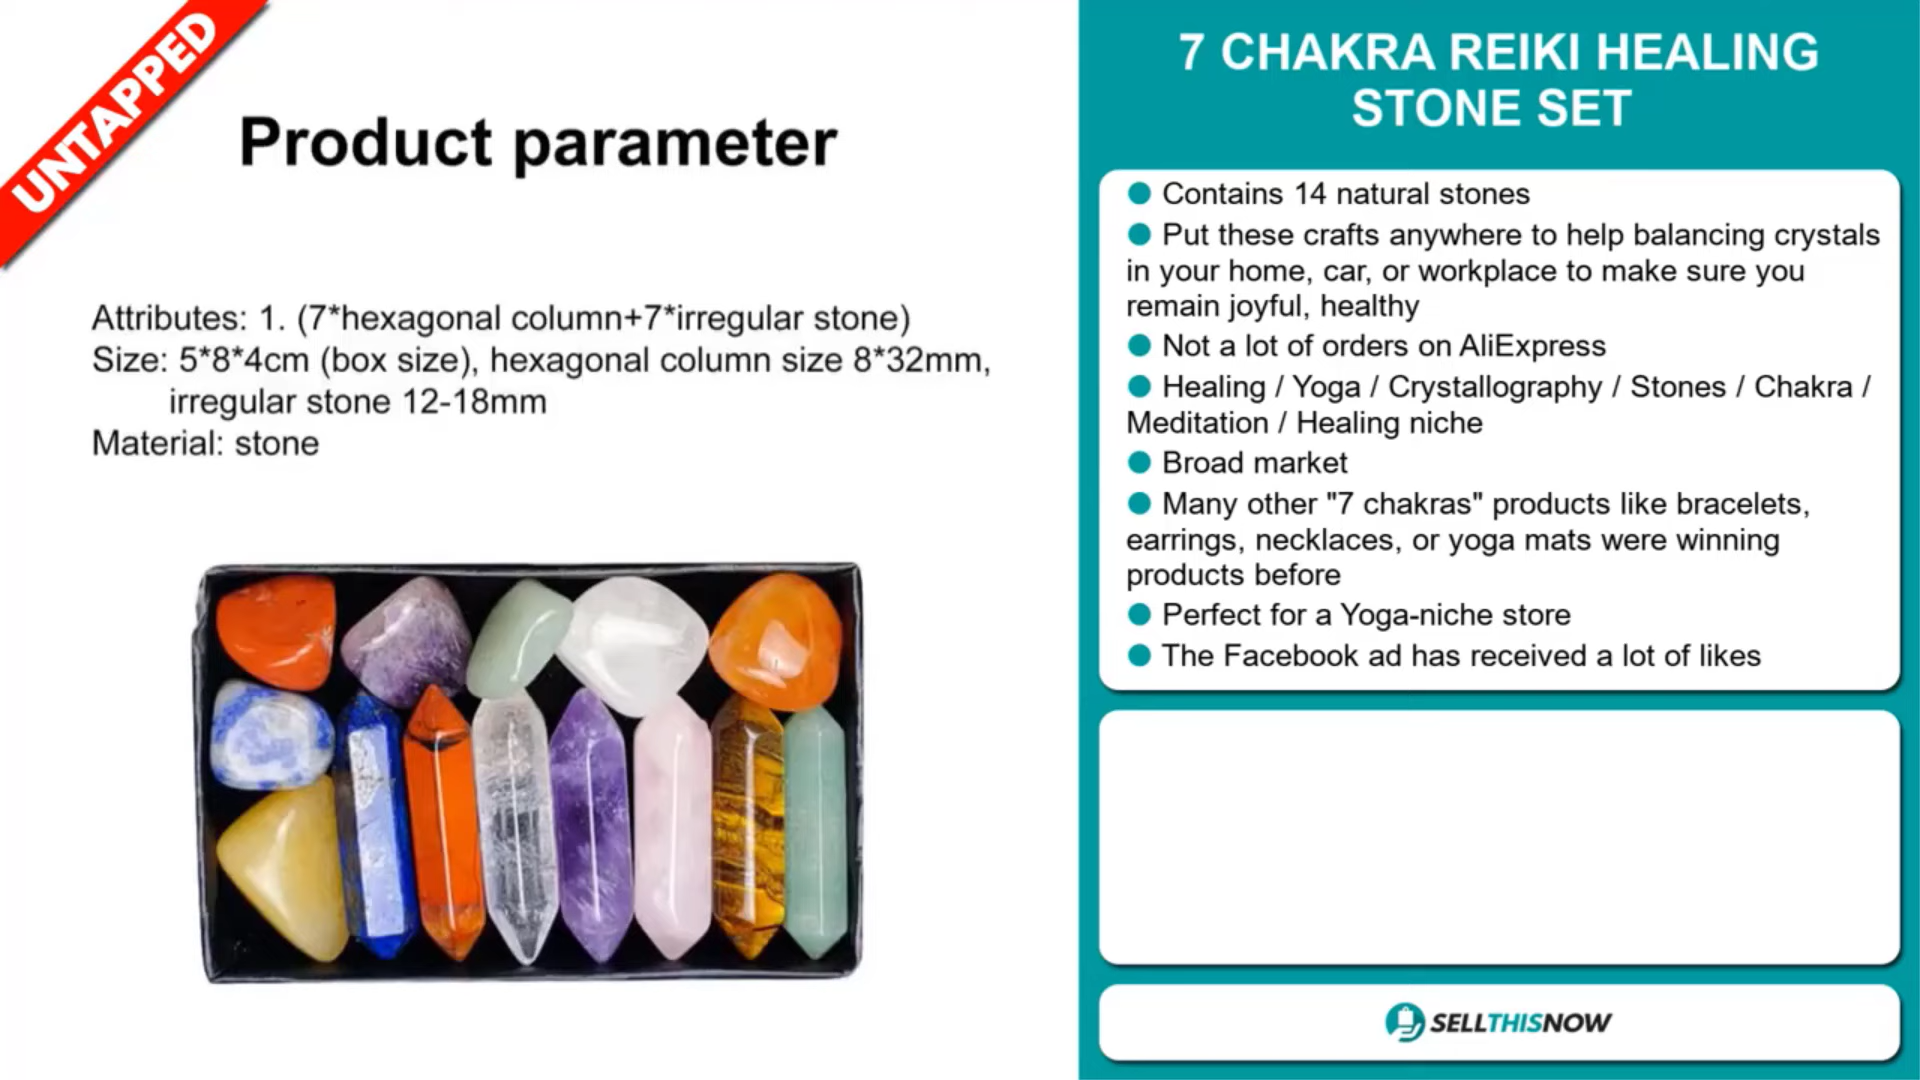 UNTAPPED
Product parameter
Attributes: 1. (7*hexagonal column+7*irregular stone)
Size: 5*8*4cm (box size), hexagonal column size 8*32mm,
irregular stone 12-18mm
Material: stone
7 CHAKRA REIKI HEALING
STONE SET
● Contains 14 natural stones
● Put these crafts anywhere to help balancing crystals
in your home, car, or workplace to make sure you
remain joyful, healthy
● Not a lot of orders on AliExpress
● Healing / Yoga / Crystallography / Stones / Chakra /
Meditation / Healing niche
● Broad market
● Many other "7 chakras" products like bracelets,
earrings, necklaces, or yoga mats were winning
products before
● Perfect for a Yoga-niche store
● The Facebook ad has received a lot of likes
SELLTHISNOW